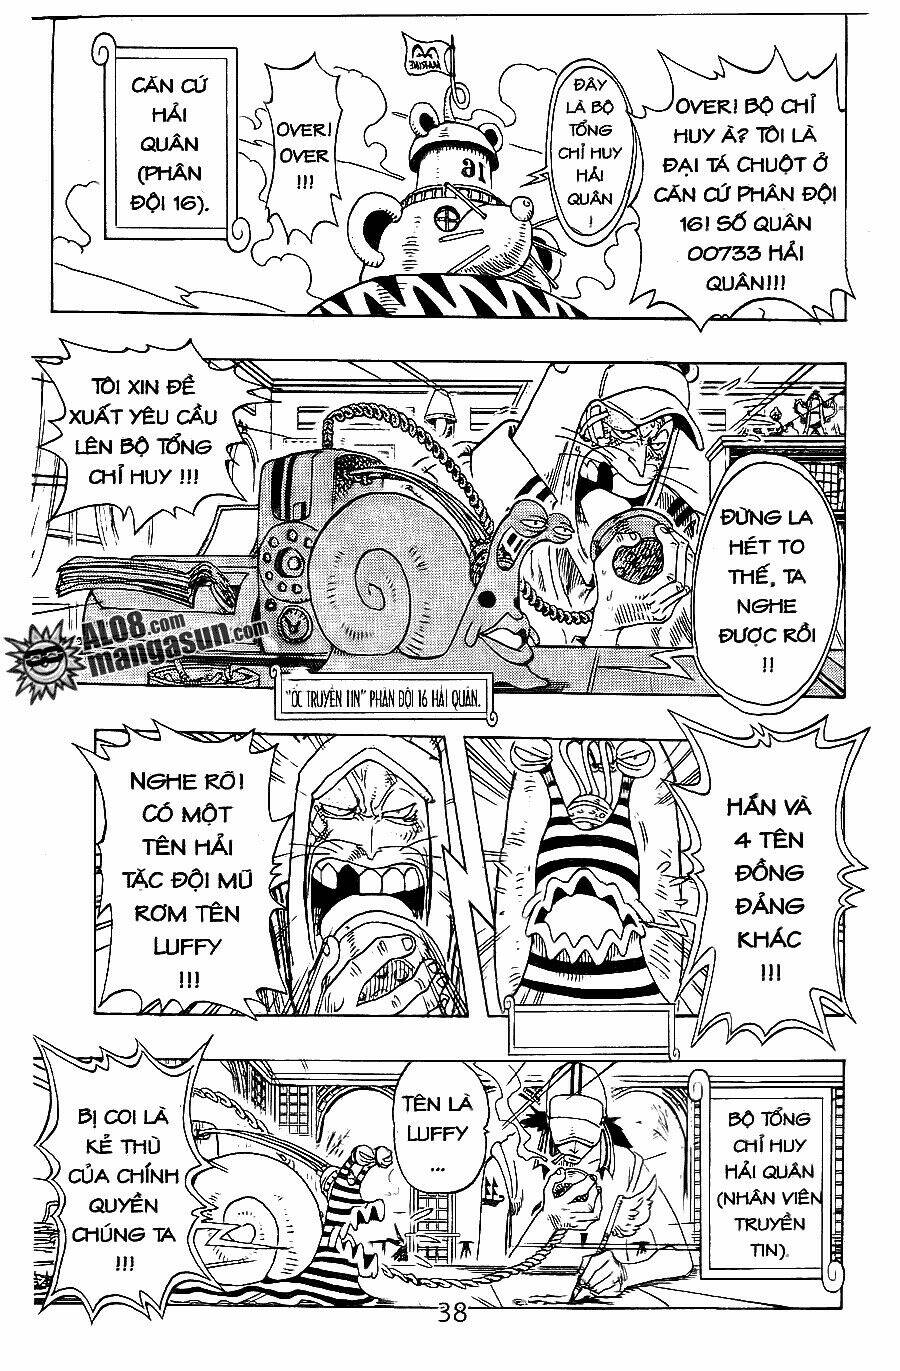 OVER! BỘ CHỈ
HUY À? TÔI LÀ
ĐẠI TÁ CHUỘT Ở
CĂN CỨ PHÂN ĐỘI
16! SỐ QUÂN
00733 HẢI
QUÂN!!!
ĐÂY
LÀ BỘ
TỔNG
CHỈ HUY
HẢI
QUÂN
!
OVER!
OVER
!!!
CĂN CỨ
HẢI
QUÂN
(PHÂN
ĐỘI 16).
MARINE
16
TÔI XIN ĐỀ
XUẤT YÊU CẦU
LÊN BỘ TỔNG
CHỈ HUY !!!
ĐỪNG LA
HÉT TO
THẾ, TA
NGHE
ĐƯỢC RỒI
!!
AL08.com
mangasun.com
"ỐC TRUYỀN TIN" PHÂN ĐỘI 16 HẢI QUÂN.
NGHE RÕ!
CÓ MỘT
TÊN HẢI
TẶC ĐỘI MŨ
RƠM TÊN
LUFFY
!!!
HẮN VÀ
4 TÊN
ĐỒNG
ĐẢNG
KHÁC
!!!
BỊ COI LÀ
KẺ THÙ
CỦA CHÍNH
QUYỀN
CHÚNG TA
!!!
TÊN LÀ
LUFFY
...
BỘ TỔNG
CHỈ HUY
HẢI QUÂN
(NHÂN VIÊN
TRUYỀN
TIN).
38